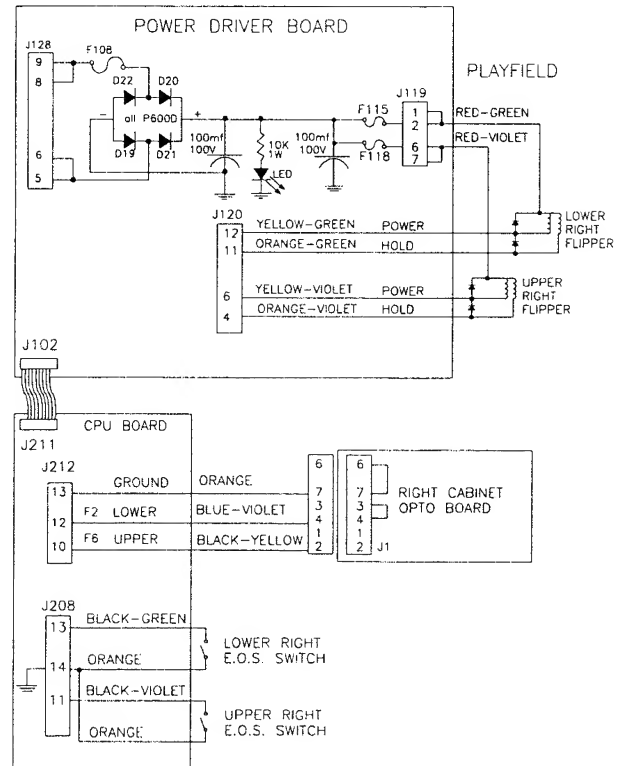 POWER DRIVER BOARD
J128
F108
9
8
6
5
D22
D20
all P600D
D19
D21
-
+
100mf
100V
10K
1W
LED
100mf
100V
F115
F118
J119
1
2
6
7
PLAYFIELD
RED-GREEN
RED-VIOLET
J120
12
11
6
4
YELLOW-GREEN POWER
ORANGE-GREEN HOLD
YELLOW-VIOLET POWER
ORANGE-VIOLET HOLD
LOWER
RIGHT
FLIPPER
UPPER
RIGHT
FLIPPER
J102
J211
CPU BOARD
J212
13 GROUND ORANGE
12 F2 LOWER BLUE-VIOLET
10 F6 UPPER BLACK-YELLOW
6
7
3
4
1
2
6
7
3
4
1
2
J1
RIGHT CABINET
OPTO BOARD
J208
13
14
11
BLACK-GREEN
ORANGE
BLACK-VIOLET
ORANGE
LOWER RIGHT
E.O.S. SWITCH
UPPER RIGHT
E.O.S. SWITCH